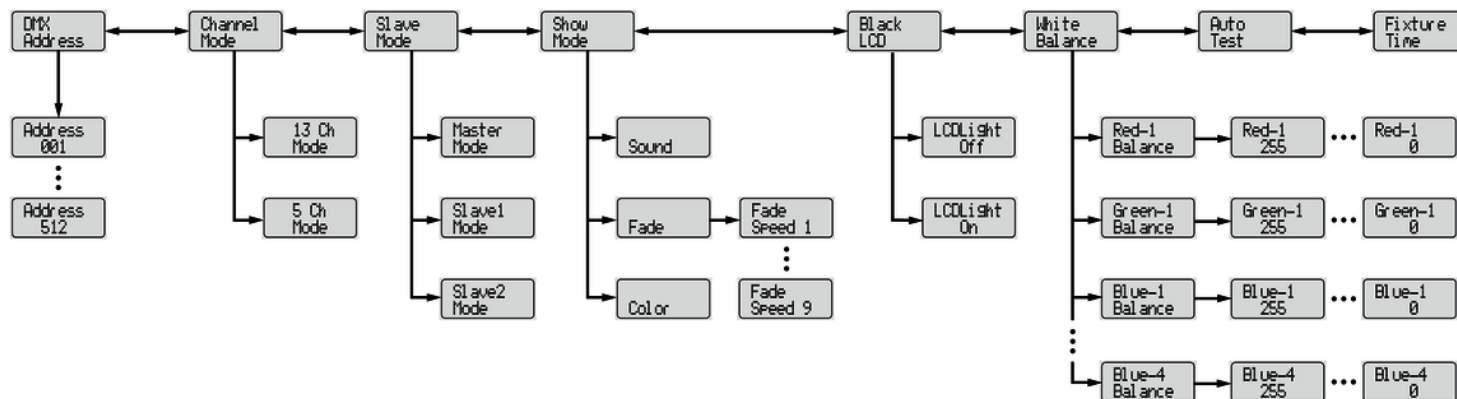 DMX
Address
Channel
Mode
Slave
Mode
Show
Mode
Black
LCD
White
Balance
Auto
Test
Fixture
Time
Address
001
13 Ch
Mode
Master
Mode
Sound
LCDLight
Off
Red-1
Balance
Red-1
255
Red-1
0
Address
512
5 Ch
Mode
Slave1
Mode
Fade
Fade
Speed 1
LCDLight
On
Green-1
Balance
Green-1
255
Green-1
0
Slave2
Mode
Color
Fade
Speed 9
Blue-1
Balance
Blue-1
255
Blue-1
0
Blue-4
Balance
Blue-4
255
Blue-4
0